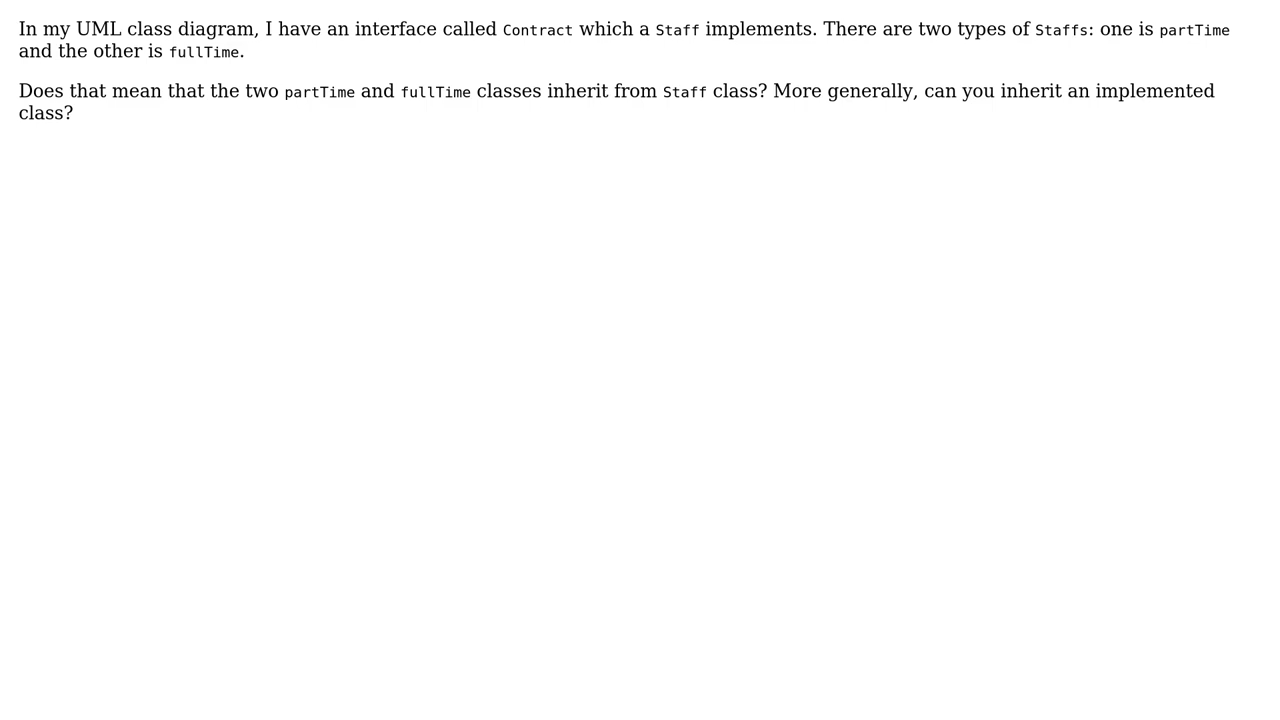 In my UML class diagram, I have an interface called Contract which a Staff implements. There are two types of Staffs: one is partTime
and the other is fullTime.
Does that mean that the two partTime and fullTime classes inherit from Staff class? More generally, can you inherit an implemented
class?